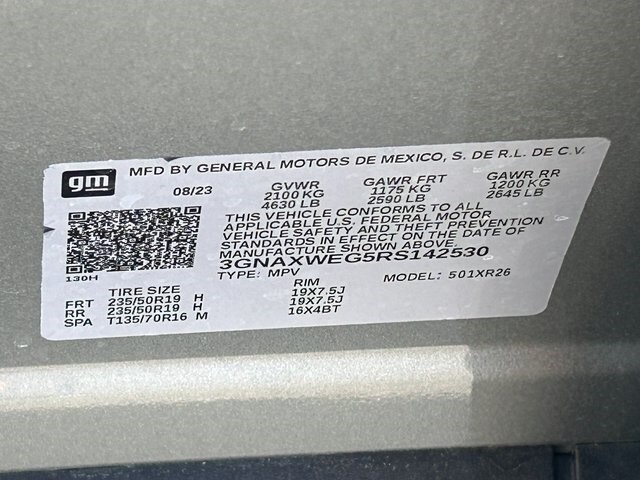 gm
MFD BY GENERAL MOTORS DE MEXICO, S. DE R.L. DE C.V.
08/23 GVWR GAWR FRT GAWR RR
2100 KG 1175 KG 1200 KG
4630 LB 2590 LB 2645 LB
THIS VEHICLE CONFORMS TO ALL
APPLICABLE U.S. FEDERAL MOTOR
VEHICLE SAFETY AND THEFT PREVENTION
STANDARDS IN EFFECT ON THE DATE OF
MANUFACTURE SHOWN ABOVE.
3GNAXWEG5RS142530
130H TYPE: MPV MODEL: 501XR26
TIRE SIZE RIM
FRT 235/50R19 H 19X7.5J
RR 235/50R19 H 19X7.5J
SPA T135/70R16 M 16X4BT